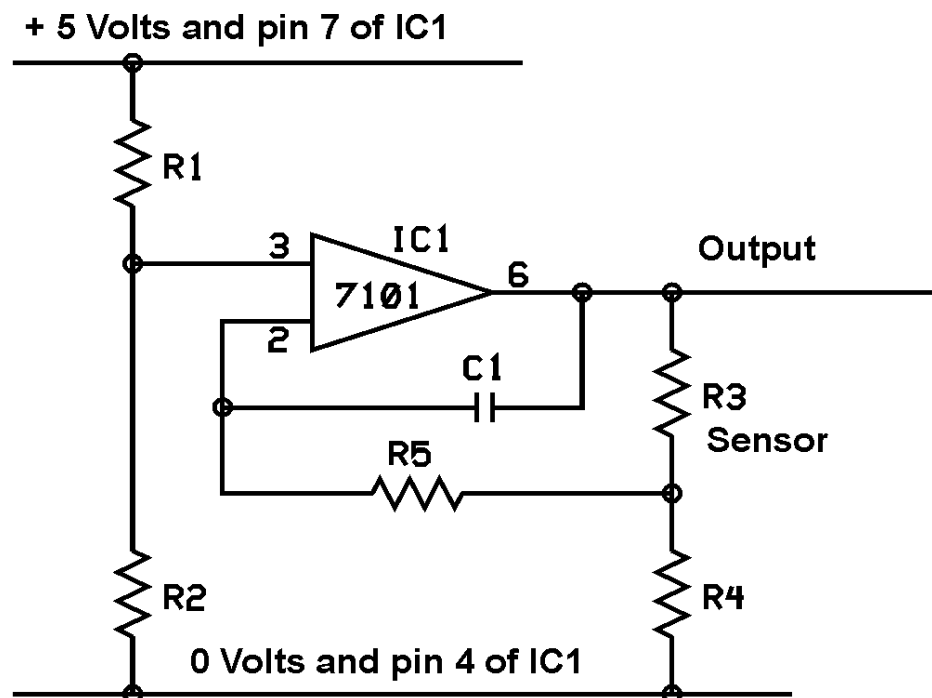 + 5 Volts and pin 7 of IC1
R1
3
IC1
7101
6
Output
2
C1
R3
Sensor
R5
R2
R4
0 Volts and pin 4 of IC1